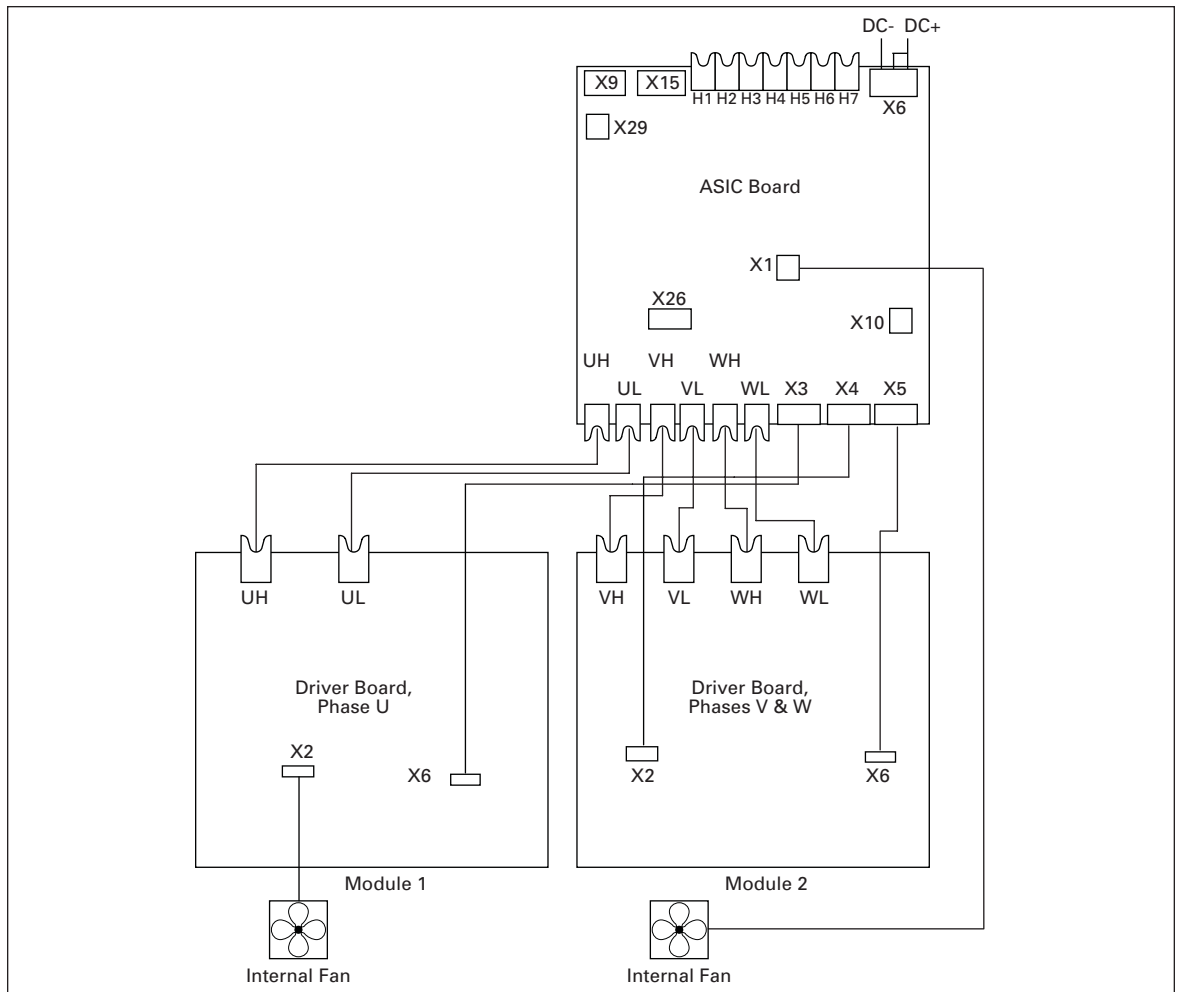 DC- DC+
X9 X15 H1 H2 H3 H4 H5 H6 H7 X6
X29
ASIC Board
X1
X26
X10
UH VH WH
UL VL WL X3 X4 X5
UH UL
VH VL WH WL
Driver Board,
Phase U
Driver Board,
Phases V & W
X2
X6
X2
X6
Module 1
Module 2
Internal Fan
Internal Fan